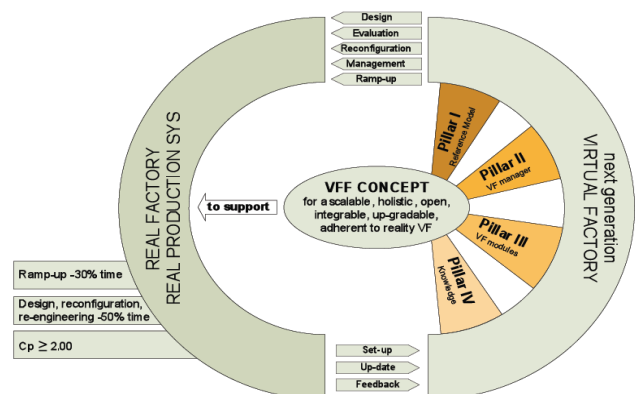 Design
Evaluation
Reconfiguration
Management
Ramp-up
REAL FACTORY
REAL PRODUCTION SYS
to support
VFF CONCEPT
for a scalable, holistic, open,
integrable, up-gradable,
adherent to reality VF
Pillar I
Reference Model
Pillar II
VF manager
Pillar III
VF modules
Pillar IV
Knowledge
next generation
VIRTUAL FACTORY
Ramp-up -30% time
Design, reconfiguration,
re-engineering -50% time
Cp ≥ 2.00
Set-up
Up-date
Feedback